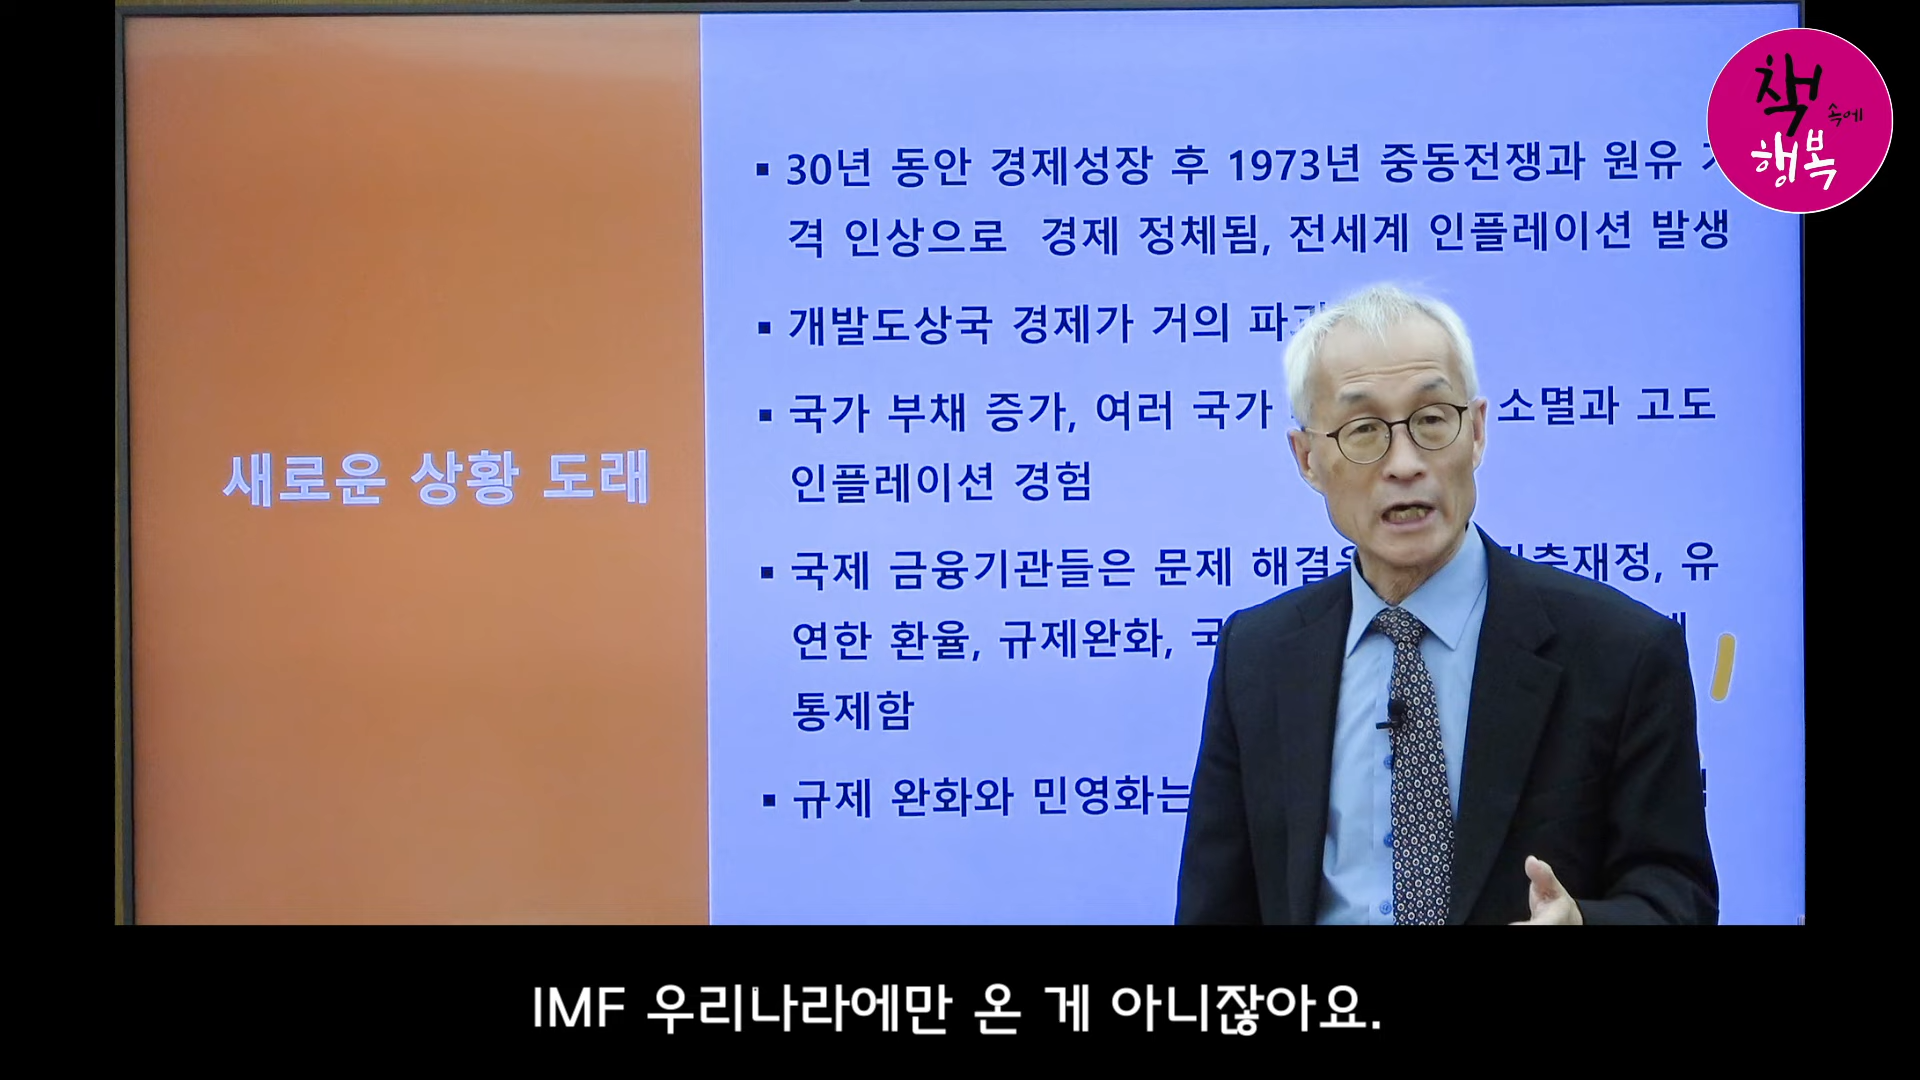 책
속에
행복
30년 동안 경제성장 후 1973년 중동전쟁과 원유
격 인상으로 경제 정체됨, 전세계 인플레이션 발생
개발도상국 경제가 거의
국가 부채 증가, 여러 국가 소멸과 고도
인플레이션 경험
새로운 상황 도래
국제 금융기관들은 문제 유
연한 환율, 규제완화,
통제함
규제 완화와 민영화는
IMF 우리나라에만 온 게 아니잖아요.